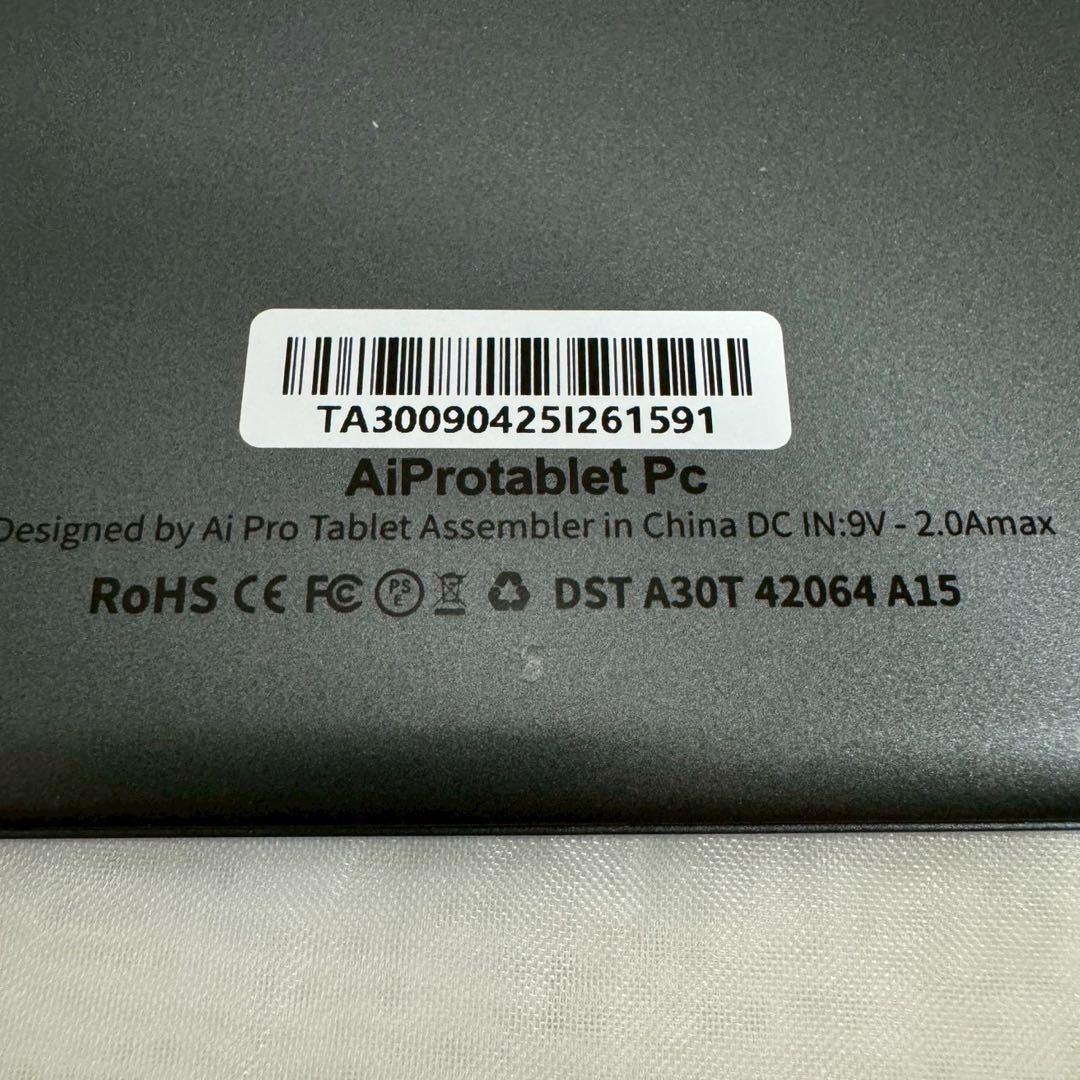 TA30090425I261591
AiProtablet Pc
Designed by Ai Pro Tablet Assembler in China DC IN:9V - 2.0Amax
RoHS CE FC PSE DST A30T 42064 A15